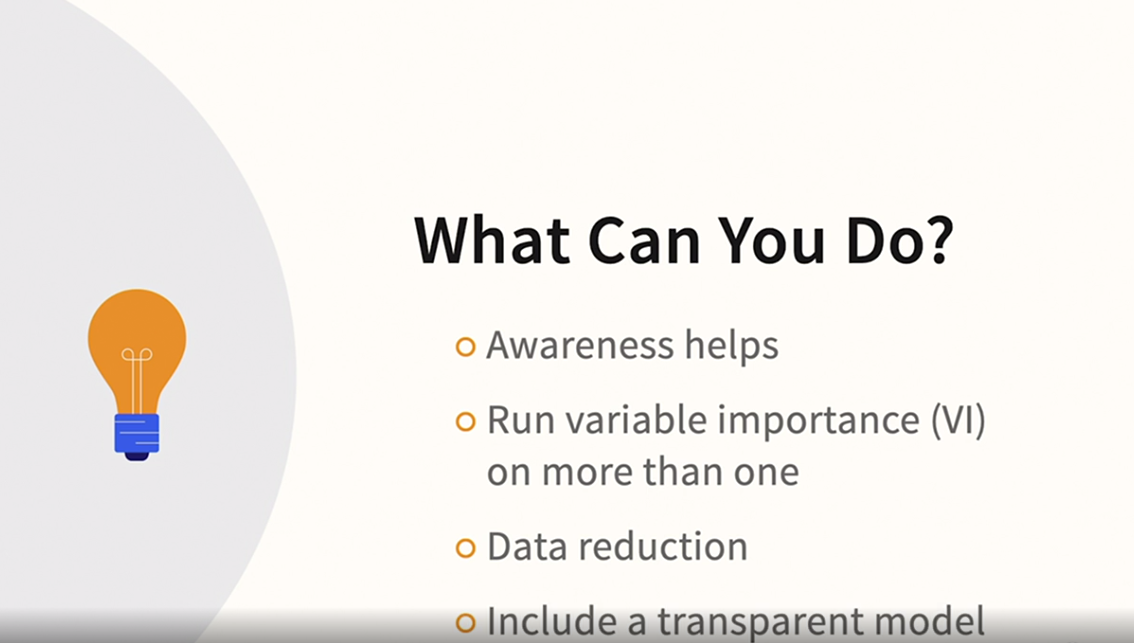 What Can You Do?
Awareness helps
Run variable importance (VI)
on more than one
Data reduction
Include a transparent model